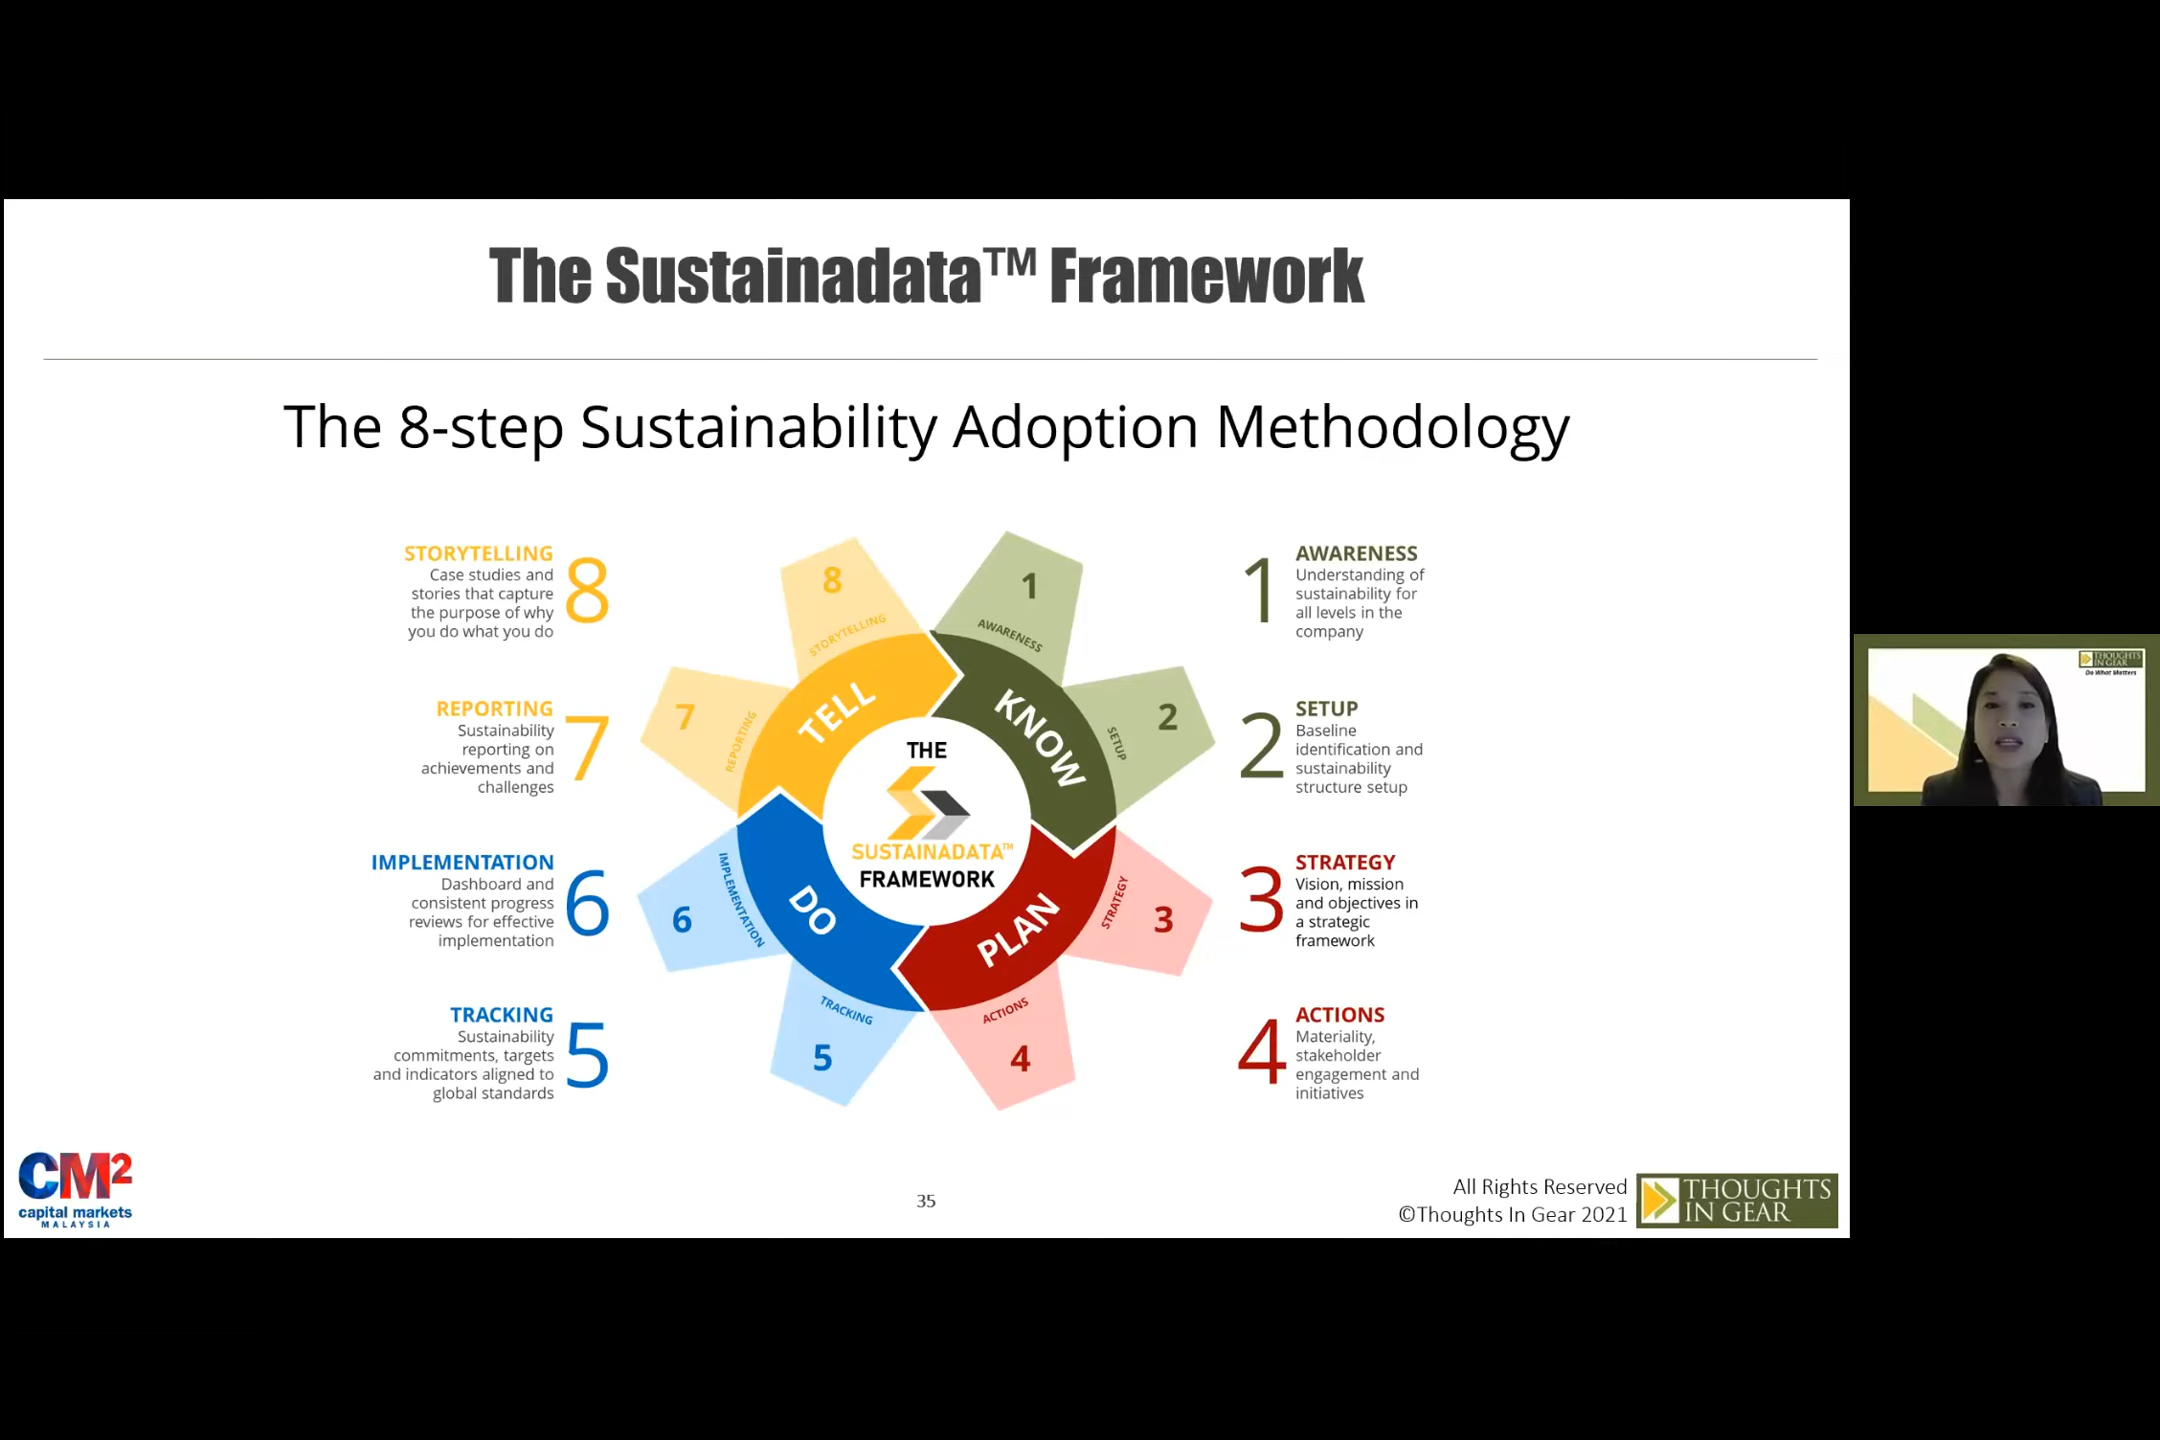 The Sustainadata™ Framework
The 8-step Sustainability Adoption Methodology
STORYTELLING
Case studies and
stories that capture
the purpose of why
you do what you do
8
REPORTING
Sustainability
reporting on
achievements and
challenges
7
IMPLEMENTATION
Dashboard and
consistent progress
reviews for effective
implementation
6
TRACKING
Sustainability
commitments, targets
and indicators aligned to
global standards
5
8
STORYTELLING
7
REPORTING
6
IMPLEMENTATION
5
TRACKING
1
AWARENESS
2
SETUP
3
STRATEGY
4
ACTIONS
TELL
KNOW
DO
PLAN
THE
SUSTAINADATA™
FRAMEWORK
1
AWARENESS
Understanding of
sustainability for
all levels in the
company
2
SETUP
Baseline
identification and
sustainability
structure setup
3
STRATEGY
Vision, mission
and objectives in
a strategic
framework
4
ACTIONS
Materiality,
stakeholder
engagement and
initiatives
CM2
capital markets
MALAYSIA
35
All Rights Reserved
©Thoughts In Gear 2021
THOUGHTS
IN GEAR
THOUGHTS
IN GEAR
Do What Matters